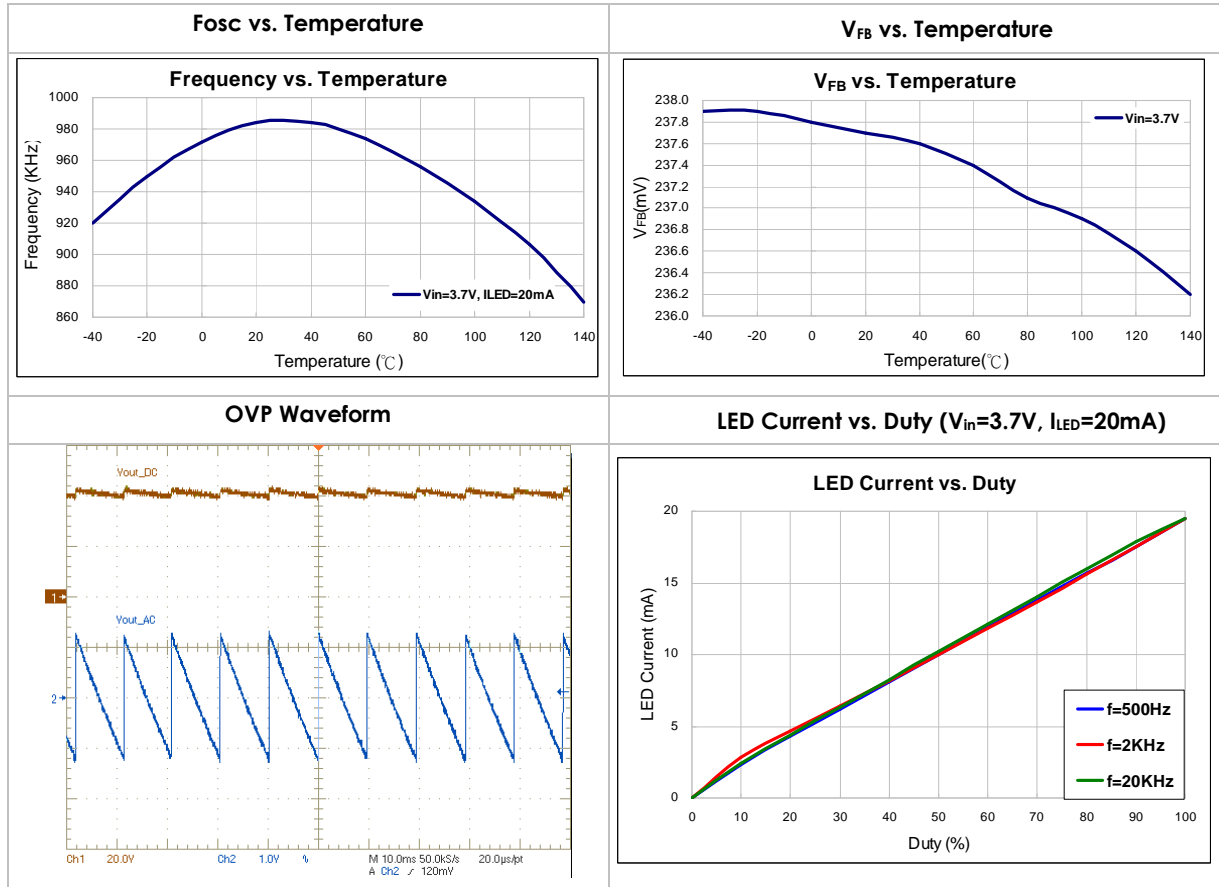 Fosc vs. Temperature
Frequency vs. Temperature
Frequency (KHz)
1000
980
960
940
920
900
880
860
Vin=3.7V, ILED=20mA
-40 -20 0 20 40 60 80 100 120 140
Temperature (℃)
VFB vs. Temperature
VFB vs. Temperature
VFB(mV)
238.0
237.8
237.6
237.4
237.2
237.0
236.8
236.6
236.4
236.2
236.0
Vin=3.7V
-40 -20 0 20 40 60 80 100 120 140
Temperature(℃)
OVP Waveform
Vout_DC
1
Vout_AC
2
Ch1 20.0V Ch2 1.0V M 10.0ms 50.0kS/s 20.0µs/pt
A Ch2 120mV
LED Current vs. Duty (Vin=3.7V, ILED=20mA)
LED Current vs. Duty
LED Current (mA)
20
15
10
5
0
f=500Hz
f=2KHz
f=20KHz
0 10 20 30 40 50 60 70 80 90 100
Duty (%)